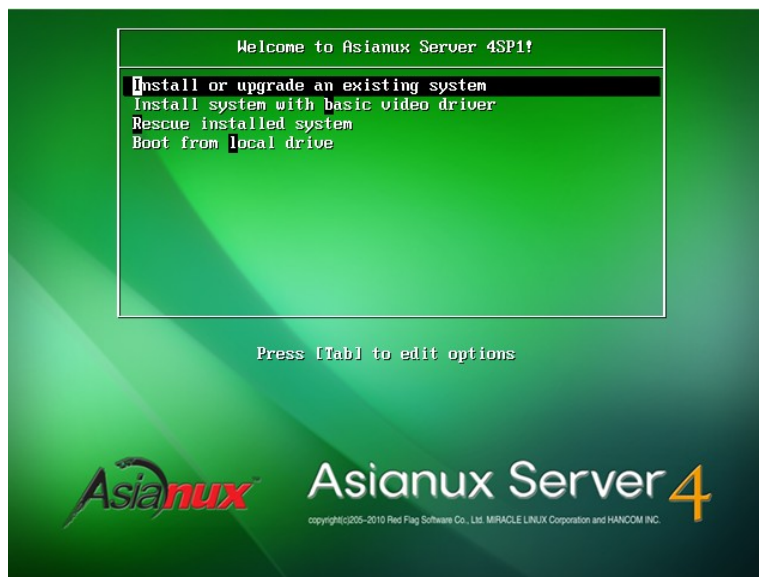 Welcome to Asianux Server 4SP1!
Install or upgrade an existing system
Install system with basic video driver
Rescue installed system
Boot from local drive
Press [Tab] to edit options
Asianux™
Asianux Server 4
copyright(c)205-2010 Red Flag Software Co., Ltd. MIRACLE LINUX Corporation and HANCOM INC.